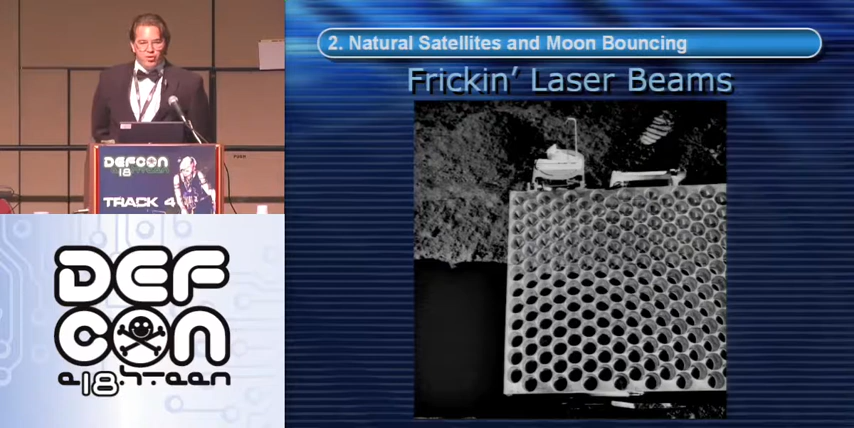 2. Natural Satellites and Moon Bouncing
Frickin' Laser Beams
DEFCON
18
TRACK 4
DEF
CON
e18hteen